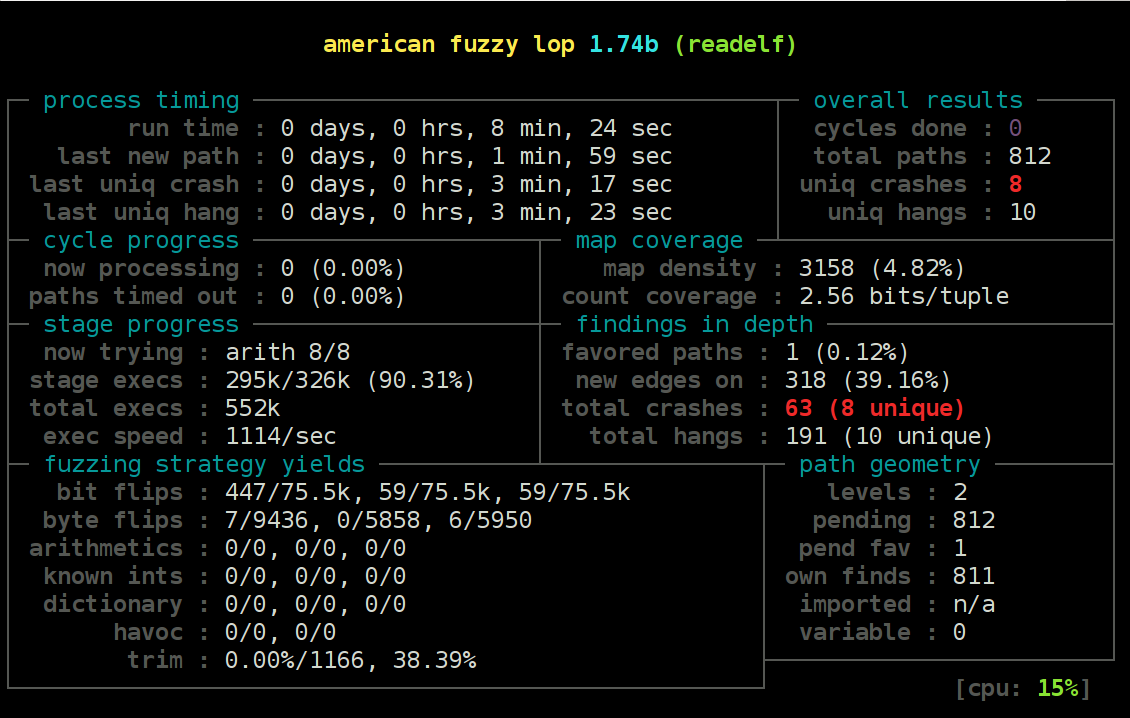 american fuzzy lop 1.74b (readelf)
process timing
run time : 0 days, 0 hrs, 8 min, 24 sec
last new path : 0 days, 0 hrs, 1 min, 59 sec
last uniq crash : 0 days, 0 hrs, 3 min, 17 sec
last uniq hang : 0 days, 0 hrs, 3 min, 23 sec
overall results
cycles done : 0
total paths : 812
uniq crashes : 8
uniq hangs : 10
cycle progress
now processing : 0 (0.00%)
paths timed out : 0 (0.00%)
map coverage
map density : 3158 (4.82%)
count coverage : 2.56 bits/tuple
stage progress
now trying : arith 8/8
stage execs : 295k/326k (90.31%)
total execs : 552k
exec speed : 1114/sec
findings in depth
favored paths : 1 (0.12%)
new edges on : 318 (39.16%)
total crashes : 63 (8 unique)
total hangs : 191 (10 unique)
fuzzing strategy yields
bit flips : 447/75.5k, 59/75.5k, 59/75.5k
byte flips : 7/9436, 0/5858, 6/5950
arithmetics : 0/0, 0/0, 0/0
known ints : 0/0, 0/0, 0/0
dictionary : 0/0, 0/0, 0/0
havoc : 0/0, 0/0
trim : 0.00%/1166, 38.39%
path geometry
levels : 2
pending : 812
pend fav : 1
own finds : 811
imported : n/a
variable : 0
[cpu: 15%]